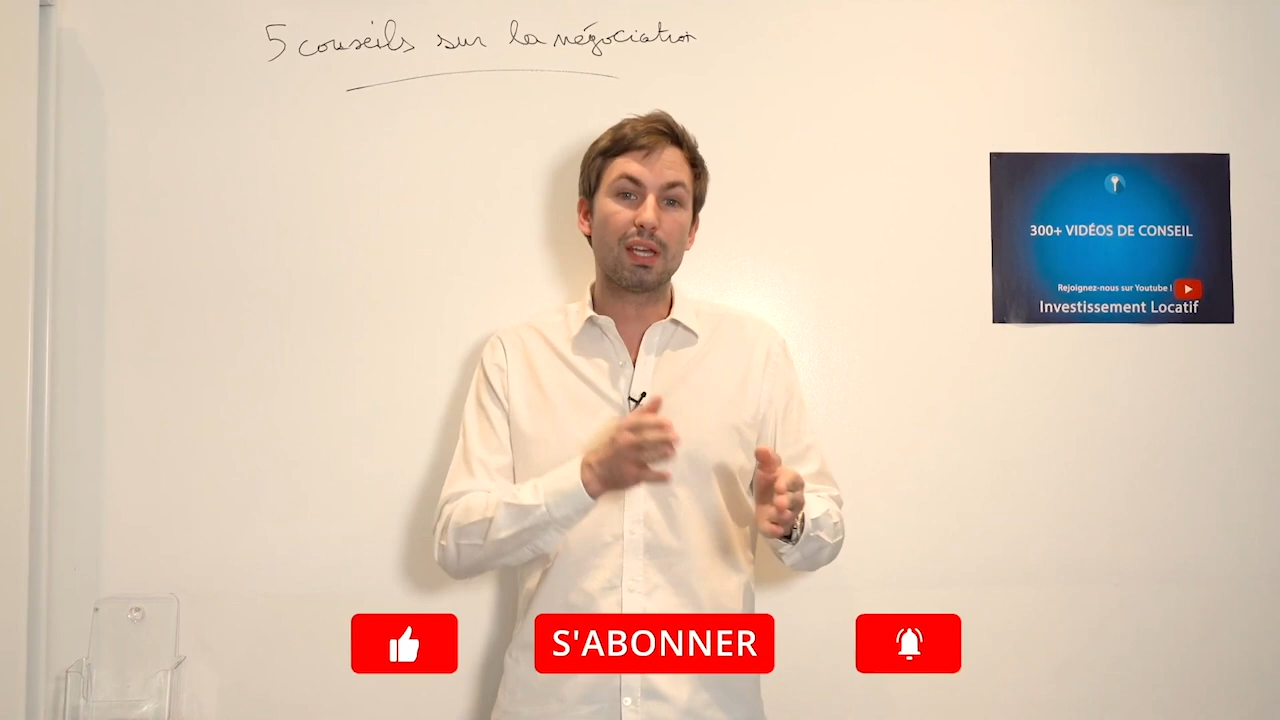 5 conseils sur la négociation
300+ VIDÉOS DE CONSEIL
Rejoignez-nous sur Youtube !
Investissement Locatif
S'ABONNER